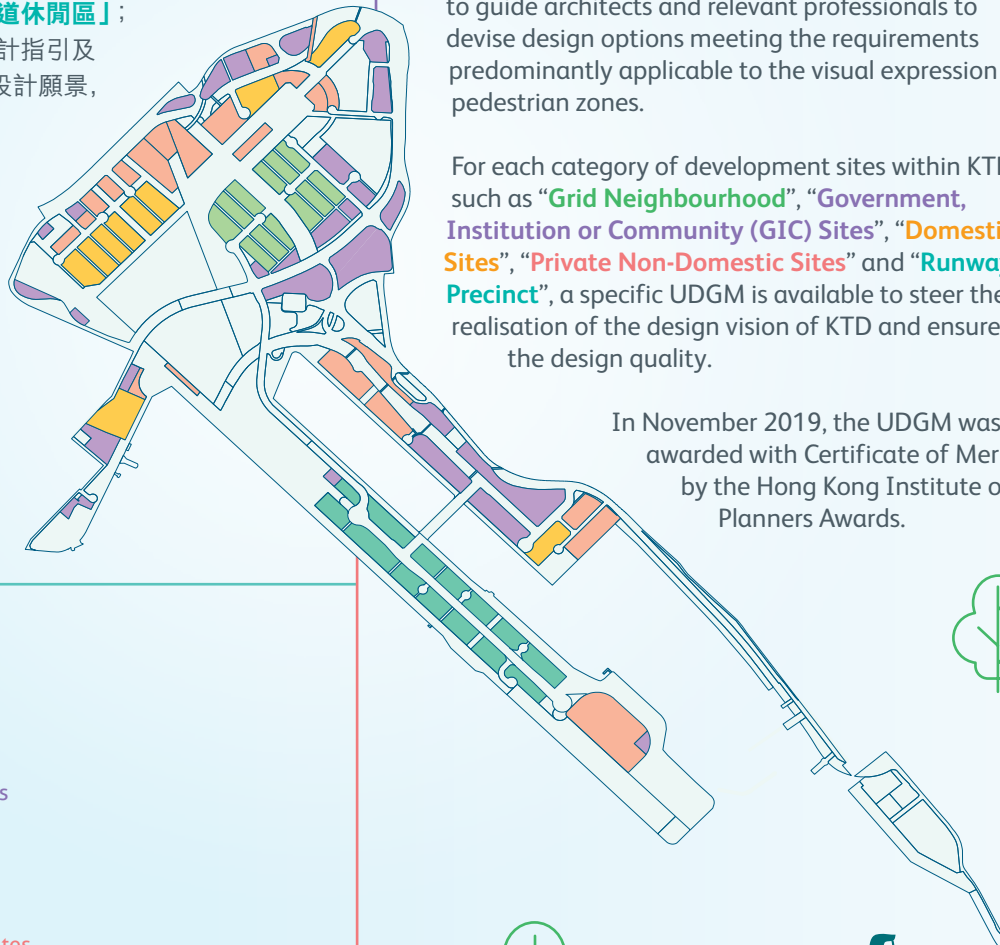 道休閒區」；
計指引及
設計願景，
to guide architects and relevant professionals to
devise design options meeting the requirements
predominantly applicable to the visual expression
pedestrian zones.
For each category of development sites within KTD
such as “Grid Neighbourhood”, “Government,
Institution or Community (GIC) Sites”, “Domesti
Sites”, “Private Non-Domestic Sites” and “Runway
Precinct”, a specific UDGM is available to steer the
realisation of the design vision of KTD and ensure
the design quality.
In November 2019, the UDGM was
awarded with Certificate of Mer
by the Hong Kong Institute o
Planners Awards.
s
tes